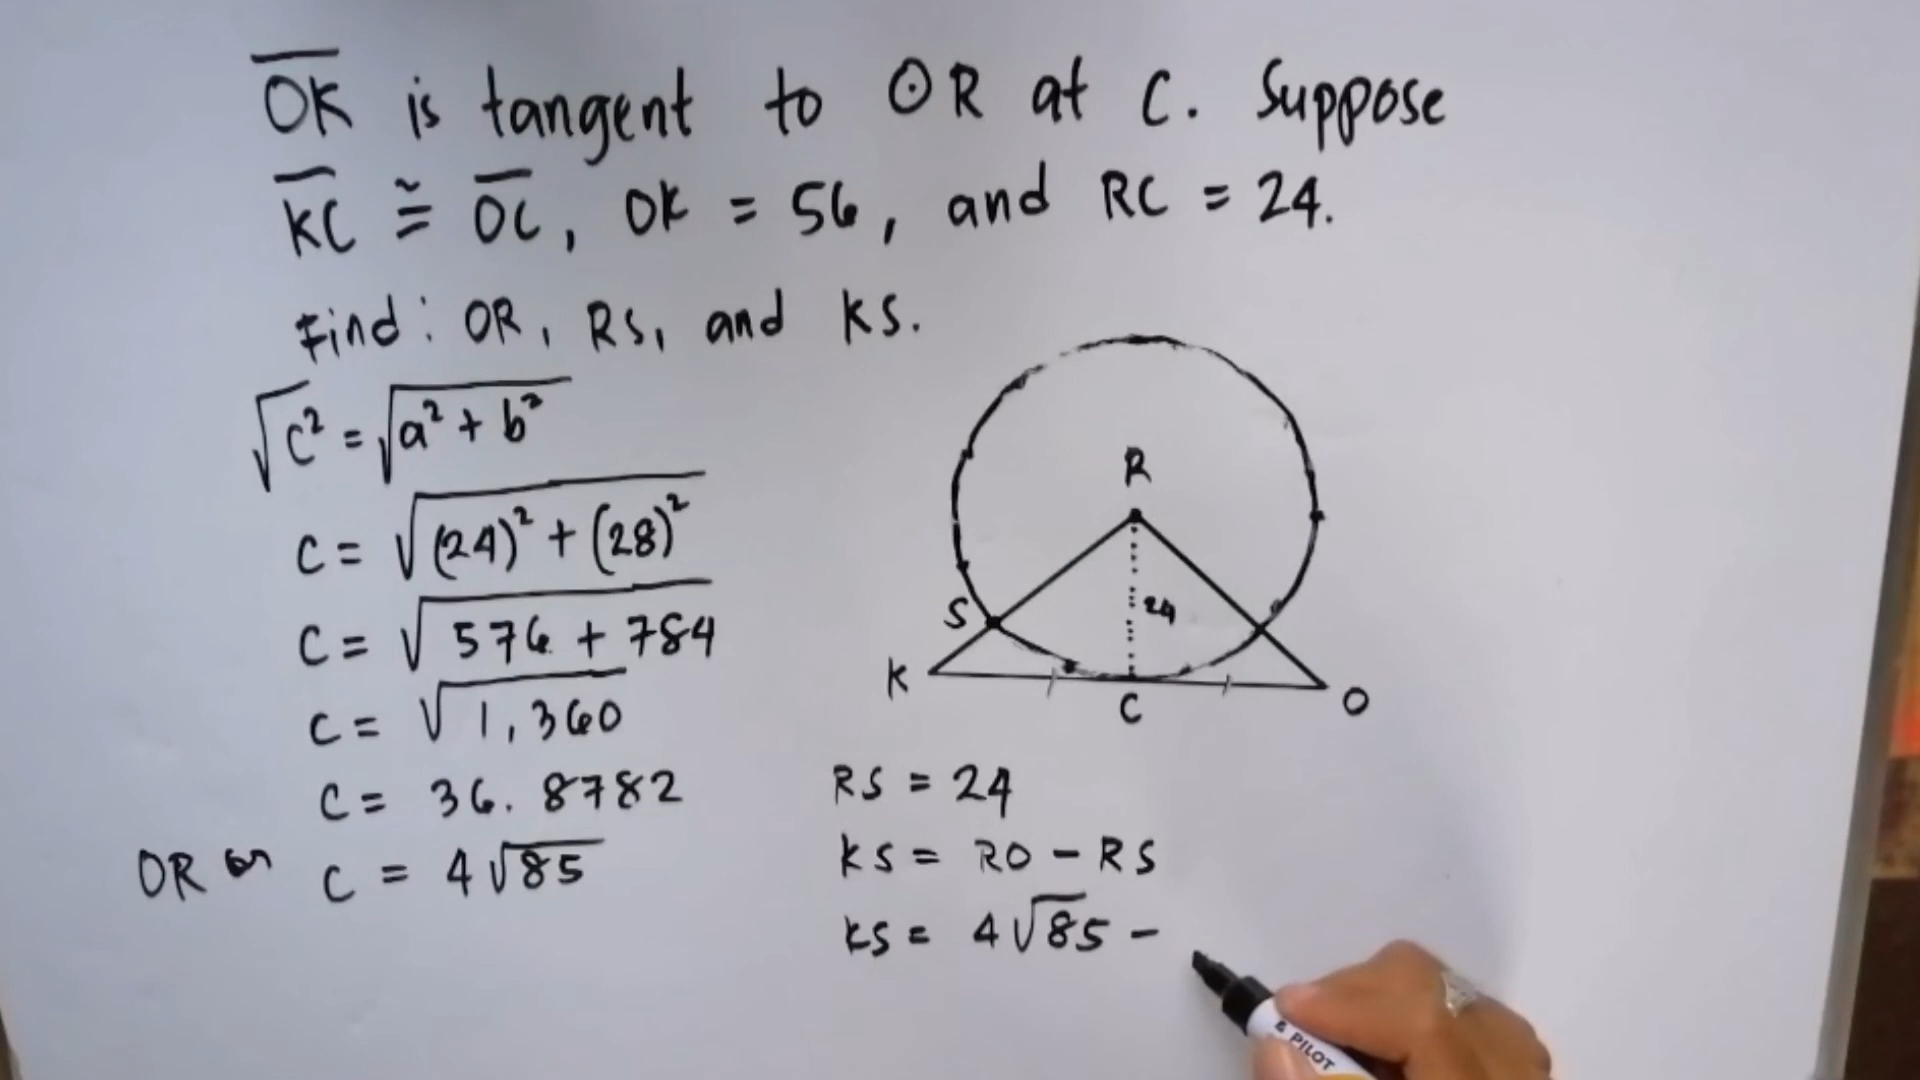 OK is tangent to ⊙R at C. Suppose
KC ≅ OC, OK = 56, and RC = 24.
Find: OR, RS, and KS.
√c² = √a² + b²
C = √(24)² + (28)²
C = √576 + 784
C = √1,360
C = 36.8782
OR or C = 4√85
R
24
S
K
C
O
RS = 24
KS = RO - RS
KS = 4√85 -
PILOT